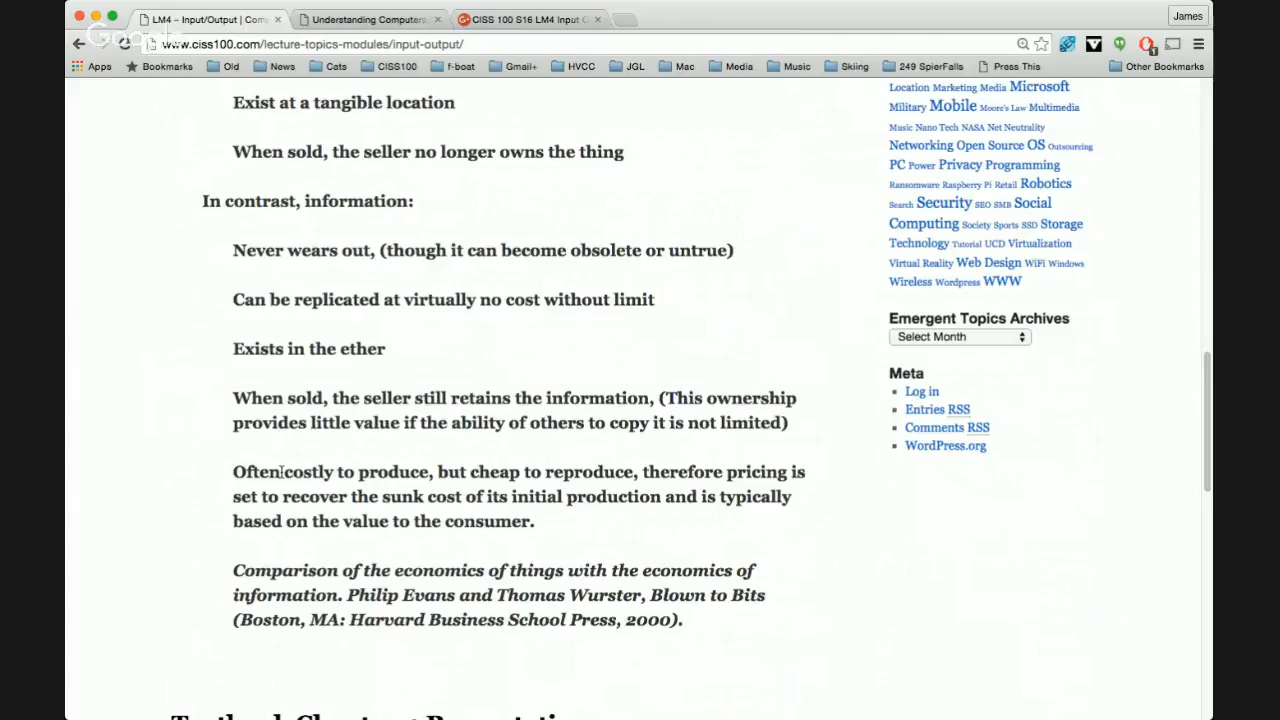 LM4 – Input/Output | Com
Understanding Computers
CISS 100 S16 LM4 Input
James
Google
www.ciss100.com/lecture-topics-modules/input-output/
Apps
Bookmarks
Old
News
Cats
CISS100
f-boat
Gmail+
HVCC
JGL
Mac
Media
Music
Skiing
249 SpierFalls
Press This
Other Bookmarks
Exist at a tangible location
When sold, the seller no longer owns the thing
In contrast, information:
Never wears out, (though it can become obsolete or untrue)
Can be replicated at virtually no cost without limit
Exists in the ether
When sold, the seller still retains the information, (This ownership
provides little value if the ability of others to copy it is not limited)
Often costly to produce, but cheap to reproduce, therefore pricing is
set to recover the sunk cost of its initial production and is typically
based on the value to the consumer.
Comparison of the economics of things with the economics of
information. Philip Evans and Thomas Wurster, Blown to Bits
(Boston, MA: Harvard Business School Press, 2000).
Location Marketing Media Microsoft
Military Mobile Moore's Law Multimedia
Music Nano Tech NASA Net Neutrality
Networking Open Source OS Outsourcing
PC Power Privacy Programming
Ransomware Raspberry Pi Retail Robotics
Search Security SEO SMB Social
Computing Society Sports SSD Storage
Technology Tutorial UCD Virtualization
Virtual Reality Web Design WiFi Windows
Wireless Wordpress WWW
Emergent Topics Archives
Select Month
Meta
Log in
Entries RSS
Comments RSS
WordPress.org